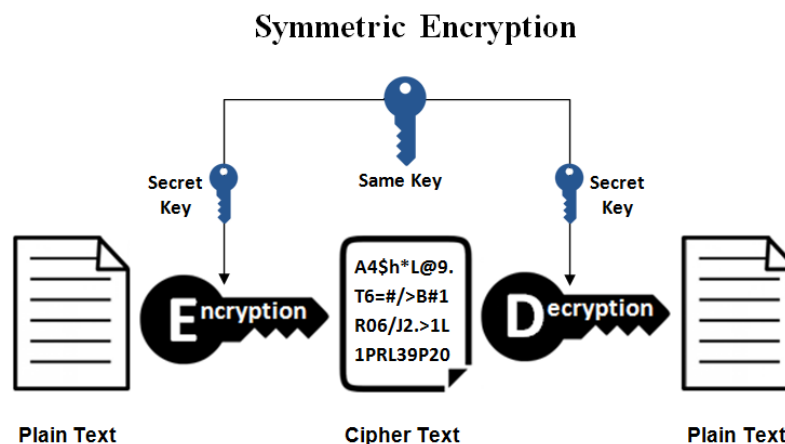 Symmetric Encryption
Secret
Key
Same Key
Secret
Key
Encryption
A4$h*L@9.
T6=#/>B#1
R06/J2.>1L
1PRL39P20
Decryption
Plain Text
Cipher Text
Plain Text